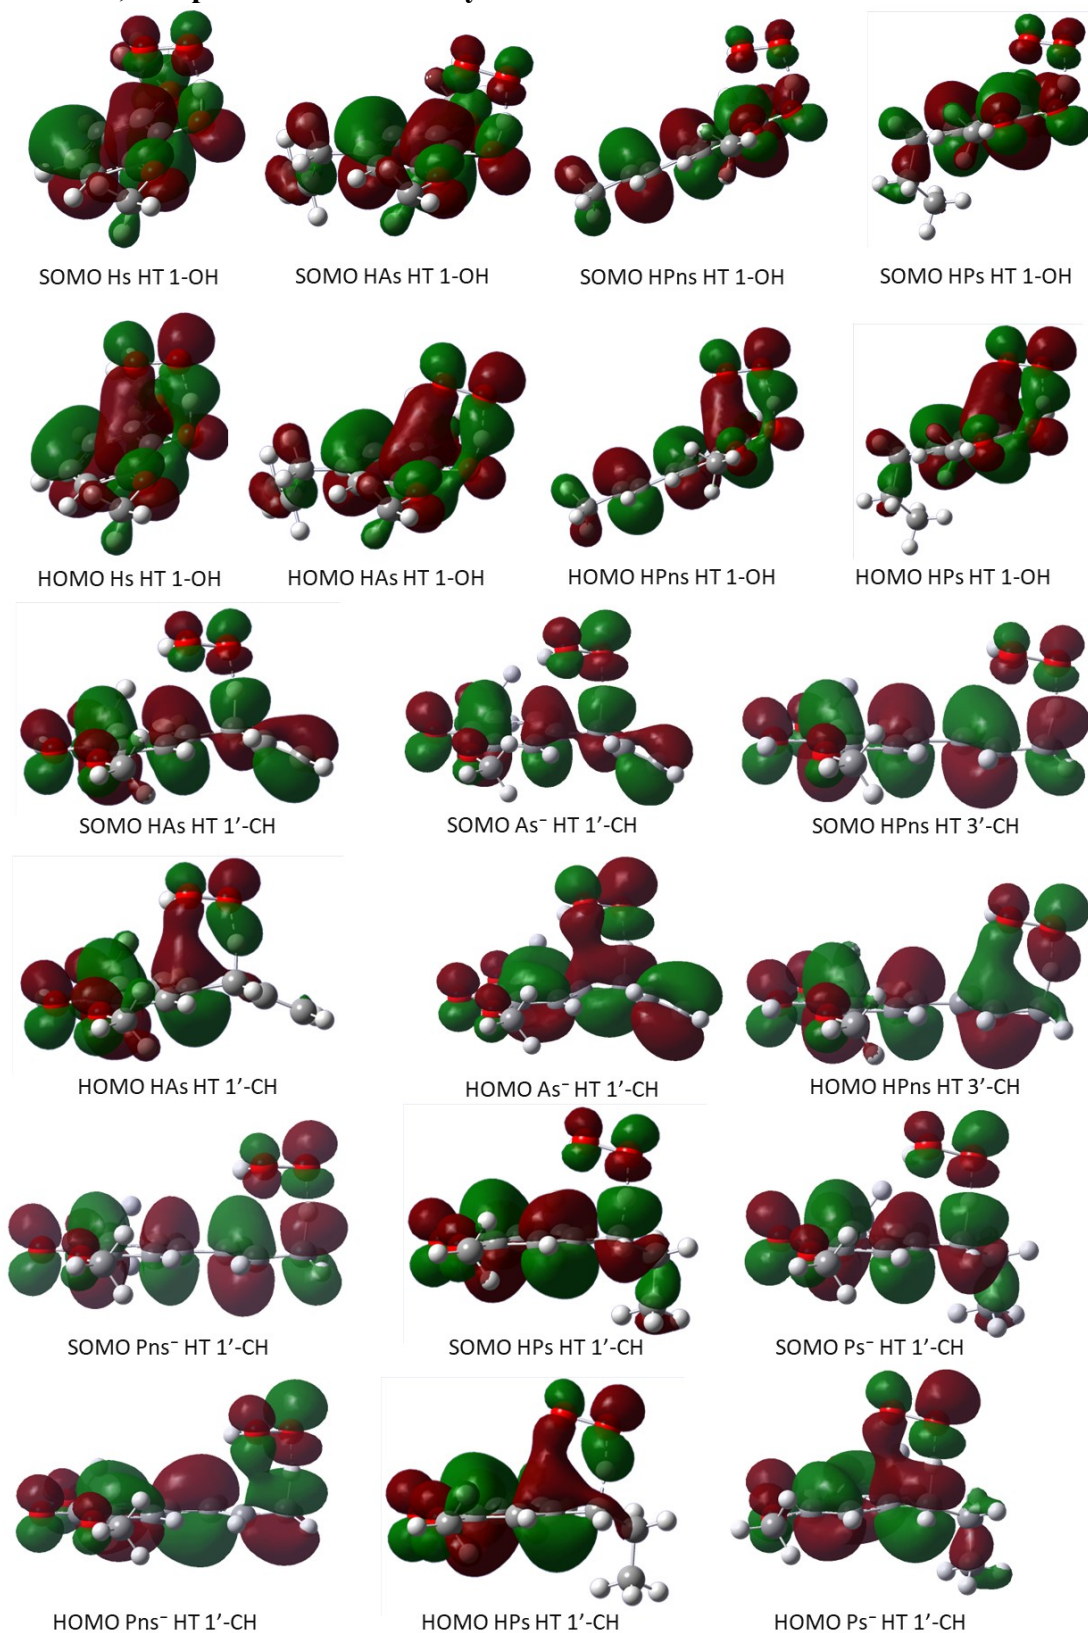 SOMO Hs HT 1-OH SOMO HAs HT 1-OH SOMO HPns HT 1-OH SOMO HPs HT 1-OH
HOMO Hs HT 1-OH HOMO HAs HT 1-OH HOMO HPns HT 1-OH HOMO HPs HT 1-OH
SOMO HAs HT 1′-CH SOMO As⁻ HT 1′-CH SOMO HPns HT 3′-CH
HOMO HAs HT 1′-CH HOMO As⁻ HT 1′-CH HOMO HPns HT 3′-CH
SOMO Pns⁻ HT 1′-CH SOMO HPs HT 1′-CH SOMO Ps⁻ HT 1′-CH
HOMO Pns⁻ HT 1′-CH HOMO HPs HT 1′-CH HOMO Ps⁻ HT 1′-CH